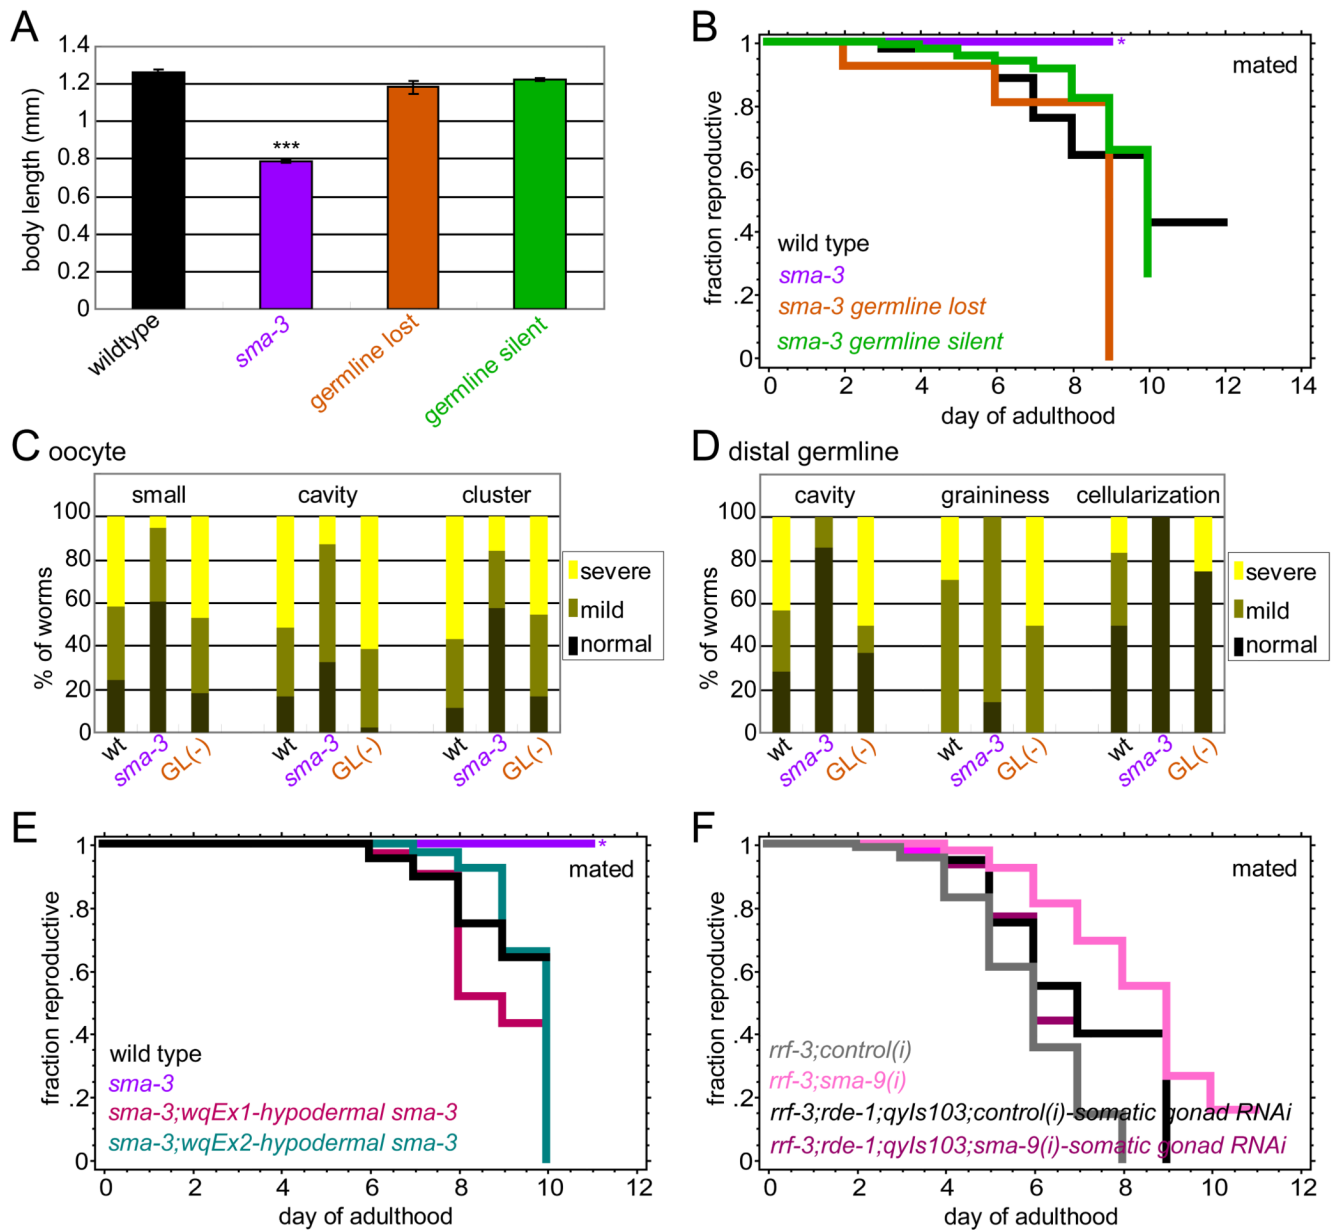 A
1.4
1.2
1
0.8
0.6
0.4
0.2
0
body length (mm)
***
wildtype
sma-3
germline lost
germline silent
B
1
.8
.6
.4
.2
0
fraction reproductive
*
mated
wild type
sma-3
sma-3 germline lost
sma-3 germline silent
0 2 4 6 8 10 12 14
day of adulthood
C oocyte
small cavity cluster
100
80
60
40
20
0
% of worms
wt sma-3 GL(-) wt sma-3 GL(-) wt sma-3 GL(-)
severe
mild
normal
D distal germline
cavity graininess cellularization
100
80
60
40
20
0
% of worms
wt sma-3 GL(-) wt sma-3 GL(-) wt sma-3 GL(-)
severe
mild
normal
E
1
.8
.6
.4
.2
0
fraction reproductive
*
mated
wild type
sma-3
sma-3;wqEx1-hypodermal sma-3
sma-3;wqEx2-hypodermal sma-3
0 2 4 6 8 10 12
day of adulthood
F
1
.8
.6
.4
.2
0
fraction reproductive
mated
rrf-3;control(i)
rrf-3;sma-9(i)
rrf-3;rde-1;qyIs103;control(i)-somatic gonad RNAi
rrf-3;rde-1;qyIs103;sma-9(i)-somatic gonad RNAi
0 2 4 6 8 10 12
day of adulthood